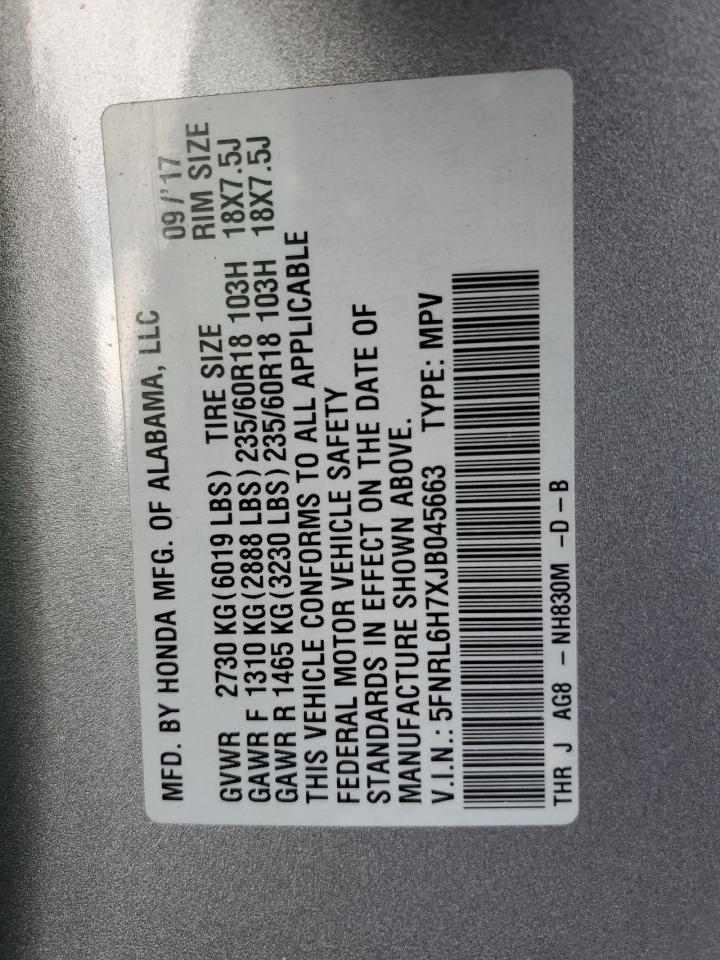 MFD. BY HONDA MFG. OF ALABAMA, LLC 09/'17
GVWR 2730 KG(6019 LBS) TIRE SIZE RIM SIZE
GAWR F 1310 KG(2888 LBS) 235/60R18 103H 18X7.5J
GAWR R 1465 KG(3230 LBS) 235/60R18 103H 18X7.5J
THIS VEHICLE CONFORMS TO ALL APPLICABLE
FEDERAL MOTOR VEHICLE SAFETY
STANDARDS IN EFFECT ON THE DATE OF
MANUFACTURE SHOWN ABOVE.
V.I.N.: 5FNRL6H7XJB045663 TYPE: MPV
THR J AG8 - NH830M -D-B